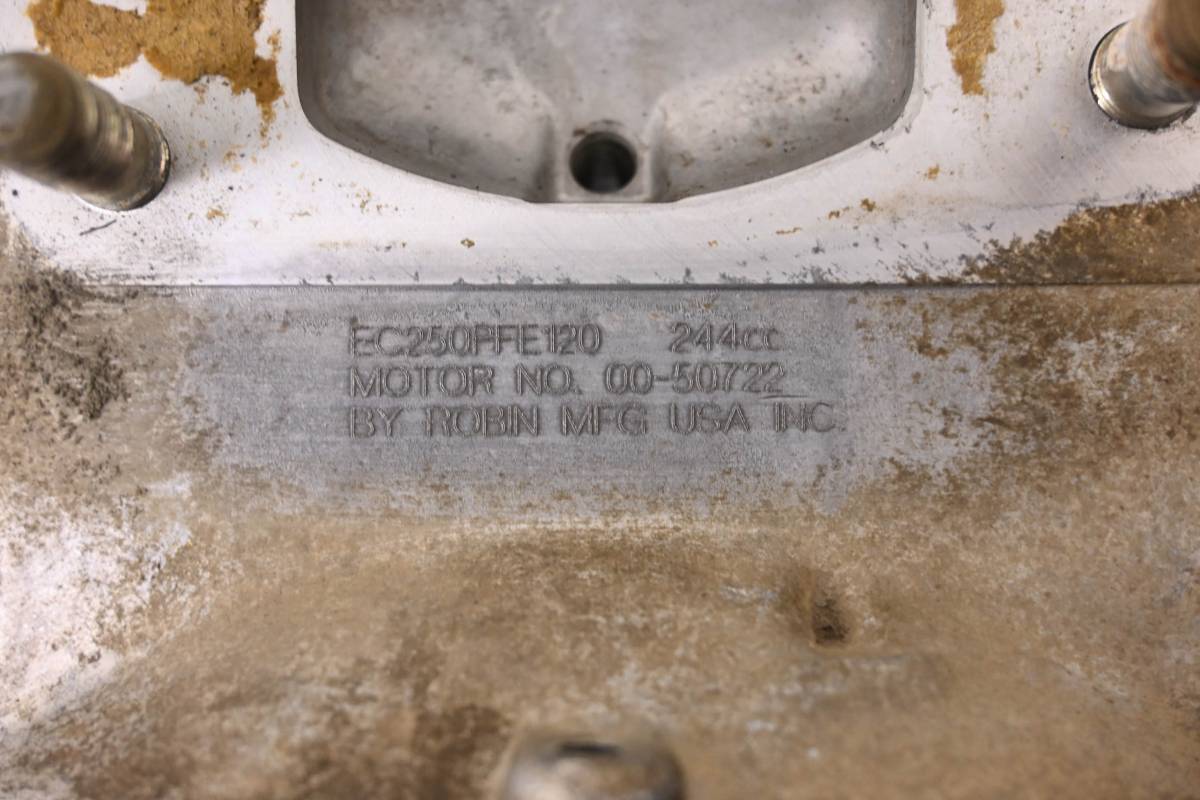 EC250PFE120 244cc
MOTOR NO. 00-50722
BY ROBIN MFG USA INC.